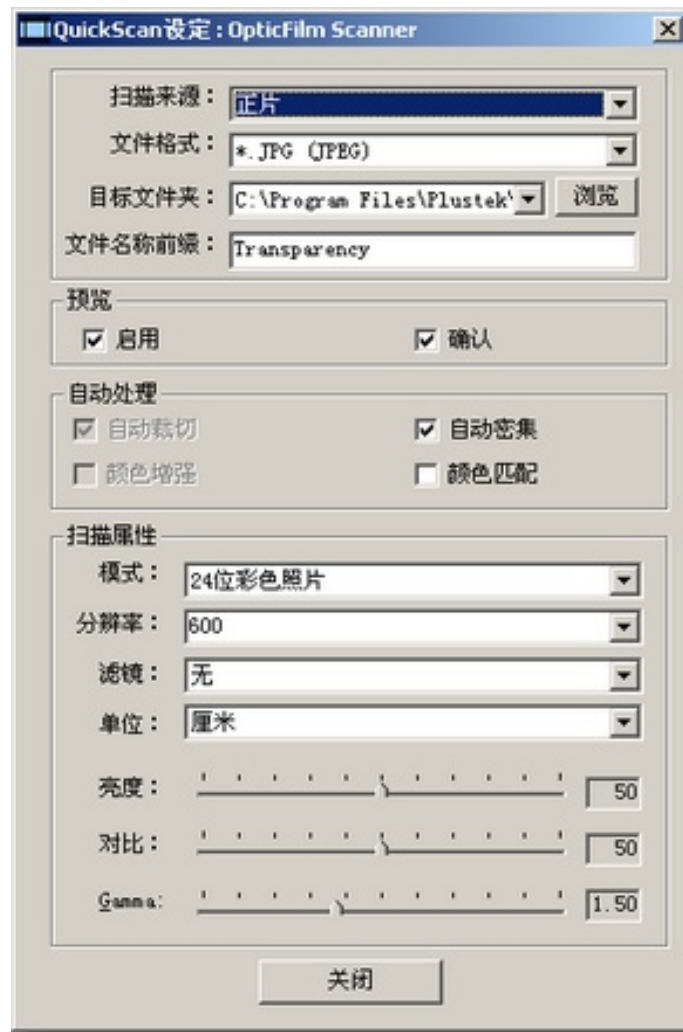 QuickScan设定:OpticFilm Scanner
扫描来源: 正片
文件格式: *.JPG (JPEG)
目标文件夹: C:\Program Files\Plustek\ 浏览
文件名称前缀: Transparency
预览
启用 确认
自动处理
自动裁切 自动密集
颜色增强 颜色匹配
扫描属性
模式: 24位彩色照片
分辨率: 600
滤镜: 无
单位: 厘米
亮度: 50
对比: 50
Gamma: 1.50
关闭